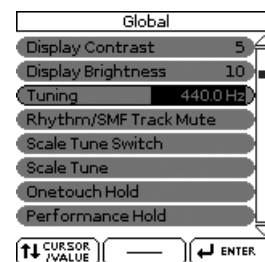 Global
Display Contrast 5
Display Brightness 10
Tuning 440.0 Hz
Rhythm/SMF Track Mute
Scale Tune Switch
Scale Tune
Onetouch Hold
Performance Hold
CURSOR
/VALUE
ENTER